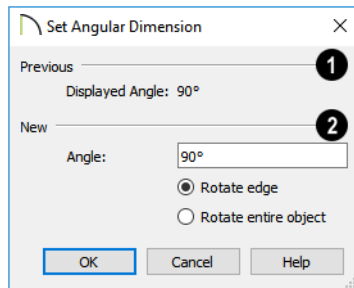 Set Angular Dimension
Previous 1
Displayed Angle: 90°
New 2
Angle: 90°
Rotate edge
Rotate entire object
OK Cancel Help